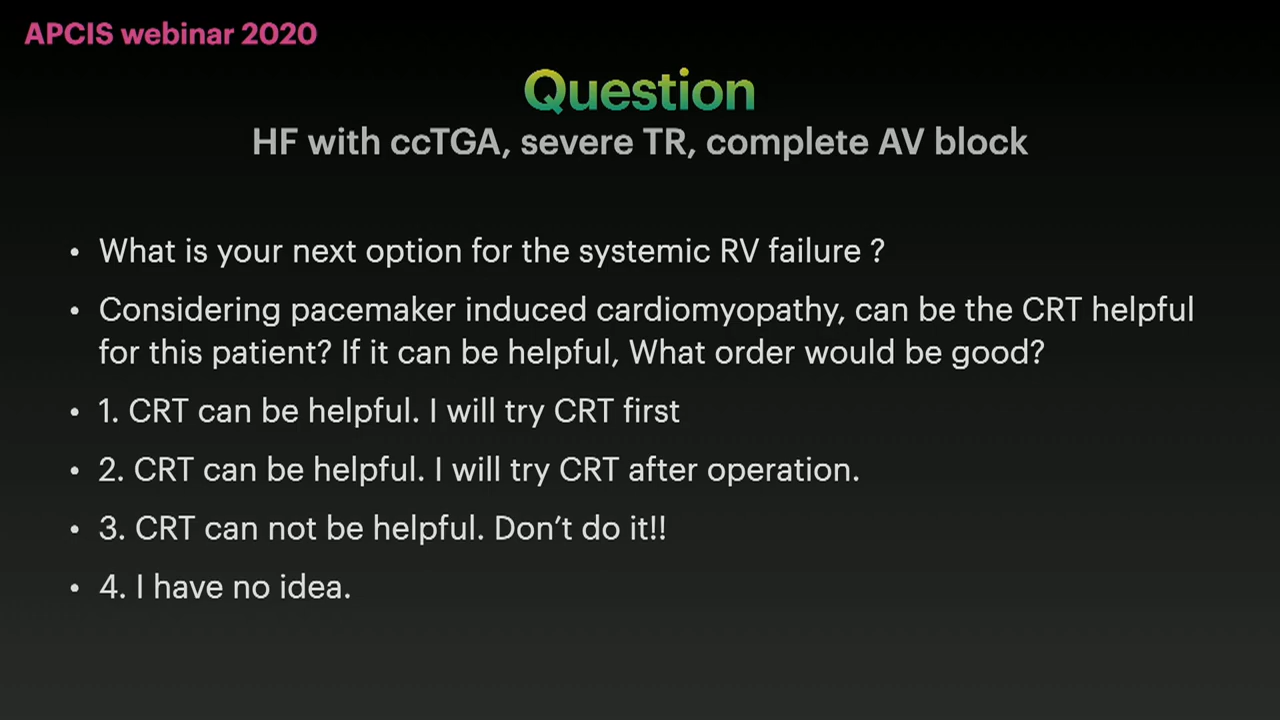 APCIS webinar 2020
Question
HF with ccTGA, severe TR, complete AV block
• What is your next option for the systemic RV failure ?
• Considering pacemaker induced cardiomyopathy, can be the CRT helpful
for this patient? If it can be helpful, What order would be good?
• 1. CRT can be helpful. I will try CRT first
• 2. CRT can be helpful. I will try CRT after operation.
• 3. CRT can not be helpful. Don’t do it!!
• 4. I have no idea.